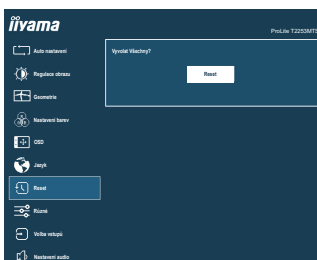 iiyama
ProLite T2253MTS
Auto nastavení
Vyvolat Všechny?
Regulace obrazu
Reset
Geometrie
Nastavení barev
OSD
Jazyk
Reset
Různé
Volba vstupů
Nastavení audio